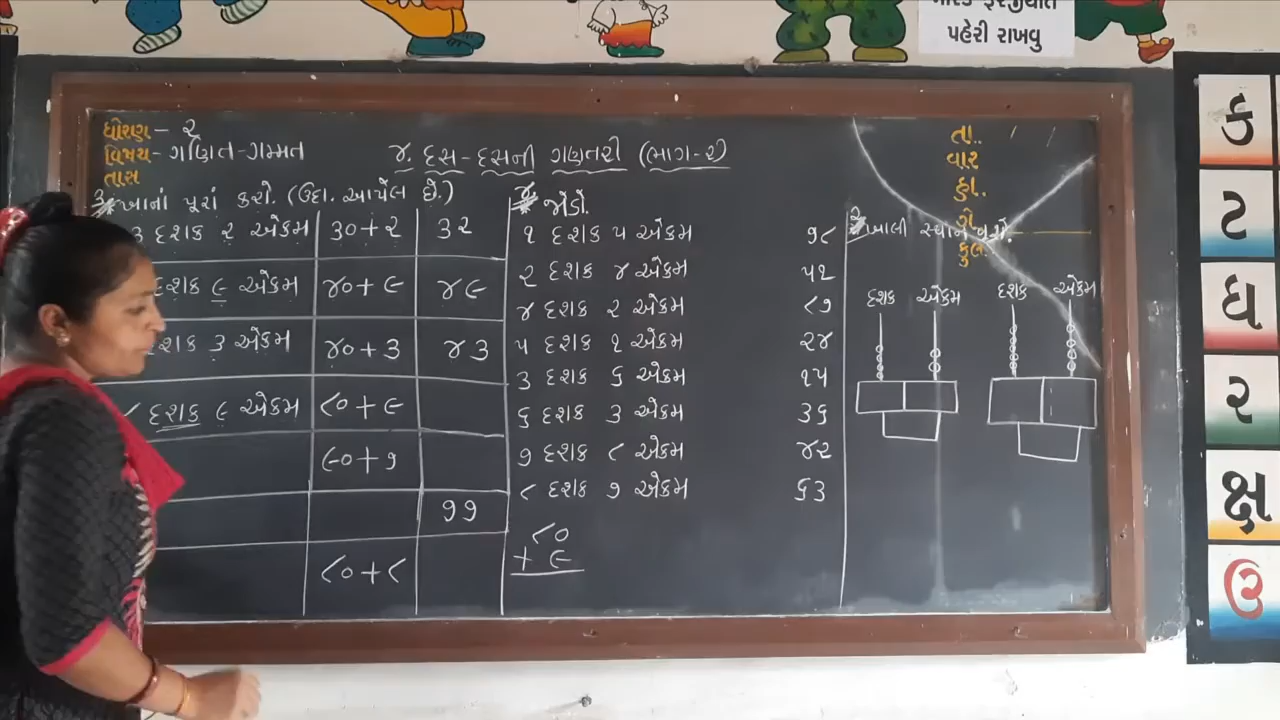 પહેરી રાખવુ
ધોરણ - ૨
વિષય - ગણિત-ગમ્મત
તાસ
૪. દસ-દસની ગણતરી (ભાગ-૨)
તા..
વાર
હા..
કુલ..
૩ ખાનાં પૂરાં કરો. (ઉદા. આપેલ છે.)
૩ દશક ૨ એકમ ૩૦+૨ ૩૨
દશક ૯ એકમ ૪૦+૯ ૪૯
દશક ૩ એકમ ૪૦+૩ ૪૩
દશક ૯ એકમ ૮૦+૯
૯૦+૭
૭૭
૮૦+૮
જોડો.
૧ દશક ૫ એકમ ૭૮
૨ દશક ૪ એકમ ૫૧
૪ દશક ૨ એકમ ૮૭
૫ દશક ૧ એકમ ૨૪
૩ દશક ૬ એકમ ૧૫
૬ દશક ૩ એકમ ૩૬
૭ દશક ૮ એકમ ૪૨
૮ દશક ૭ એકમ ૬૩
૮૦
+ ૯
૨ ખાલી સ્થાન પૂરો.
દશક એકમ દશક એકમ
ક
ટ
ધ
ર
ક્ષ
ઉ